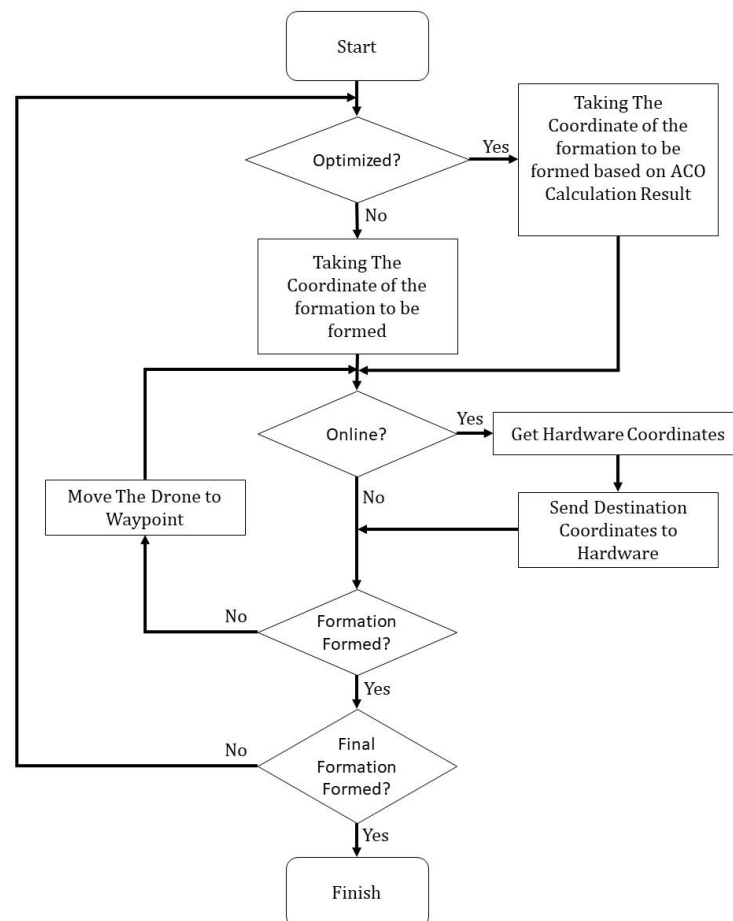 Start
Optimized?
Yes
Taking The
Coordinate of the
formation to be
formed based on ACO
Calculation Result
No
Taking The
Coordinate of the
formation to be
formed
Online?
Yes
Get Hardware Coordinates
No
Move The Drone to
Waypoint
Send Destination
Coordinates to
Hardware
No
Formation
Formed?
Yes
No
Final
Formation
Formed?
Yes
Finish